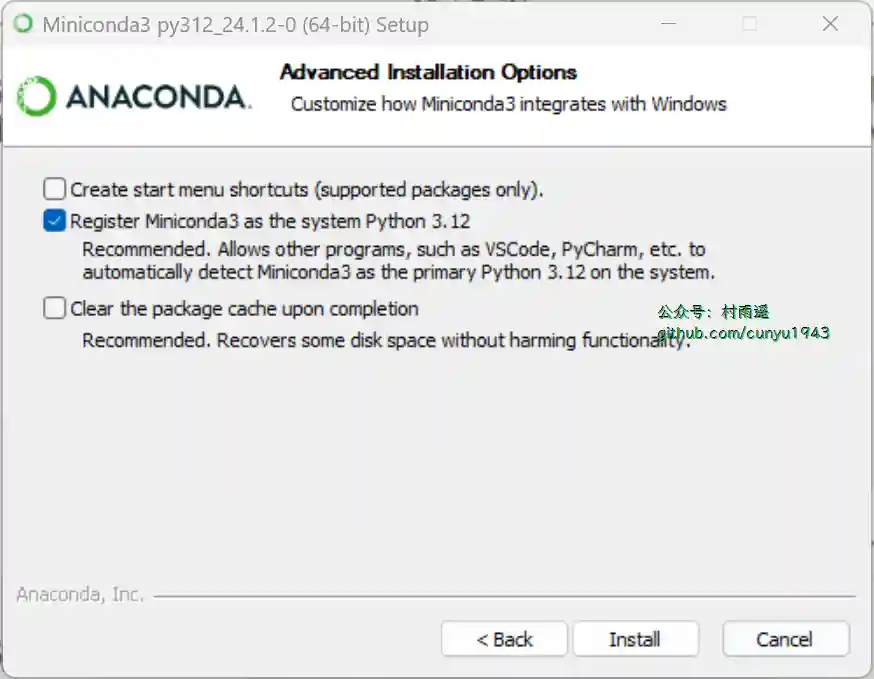 Miniconda3 py312_24.1.2-0 (64-bit) Setup
ANACONDA.
Advanced Installation Options
Customize how Miniconda3 integrates with Windows
Create start menu shortcuts (supported packages only).
Register Miniconda3 as the system Python 3.12
Recommended. Allows other programs, such as VSCode, PyCharm, etc. to
automatically detect Miniconda3 as the primary Python 3.12 on the system.
Clear the package cache upon completion
公众号：村雨遥
github.com/cunyu1943
Recommended. Recovers some disk space without harming functionality.
Anaconda, Inc.
< Back
Install
Cancel